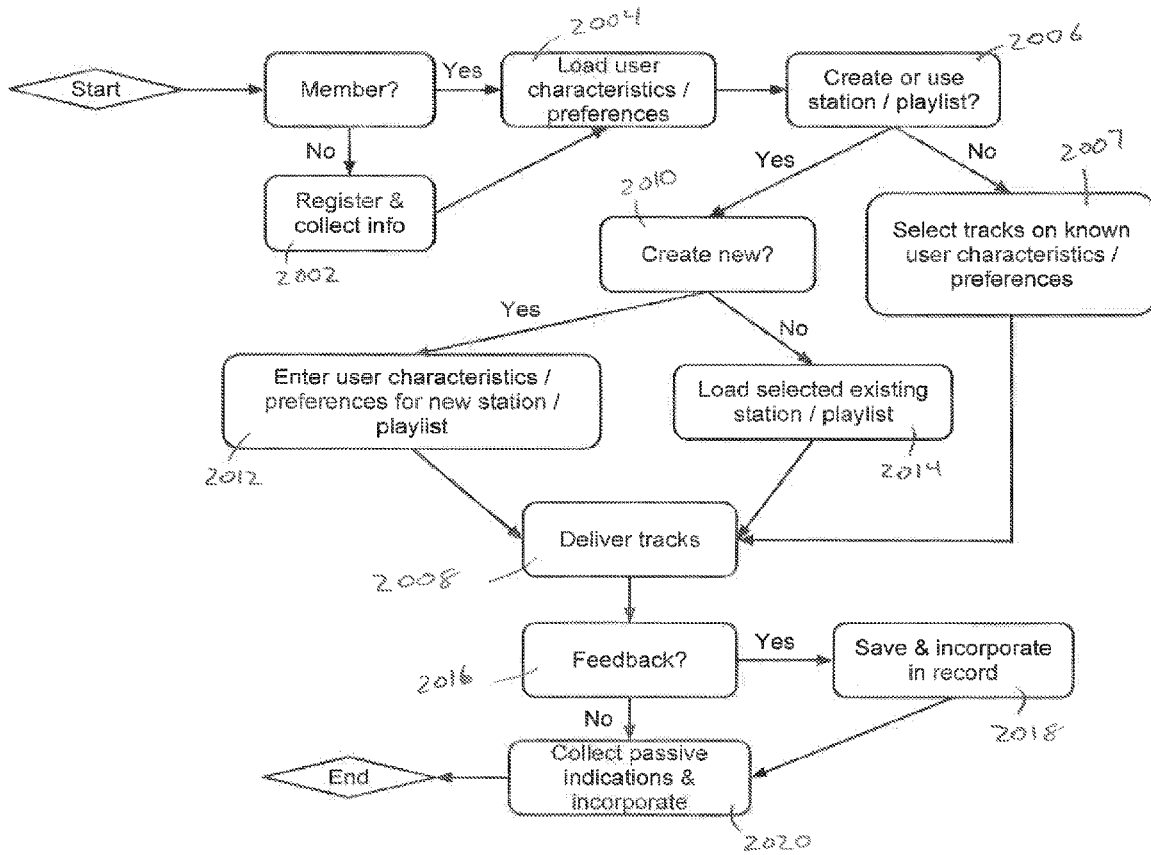 2004
2006
Start
Member?
Yes
Load user
characteristics /
preferences
Create or use
station / playlist?
No
Yes
No
2007
2010
Register &
collect info
2002
Create new?
Select tracks on known
user characteristics /
preferences
Yes
No
Enter user characteristics /
preferences for new station /
playlist
Load selected existing
station / playlist
2012
2014
Deliver tracks
2008
Feedback?
Yes
Save & incorporate
in record
2016
No
2018
End
Collect passive
indications &
incorporate
2020